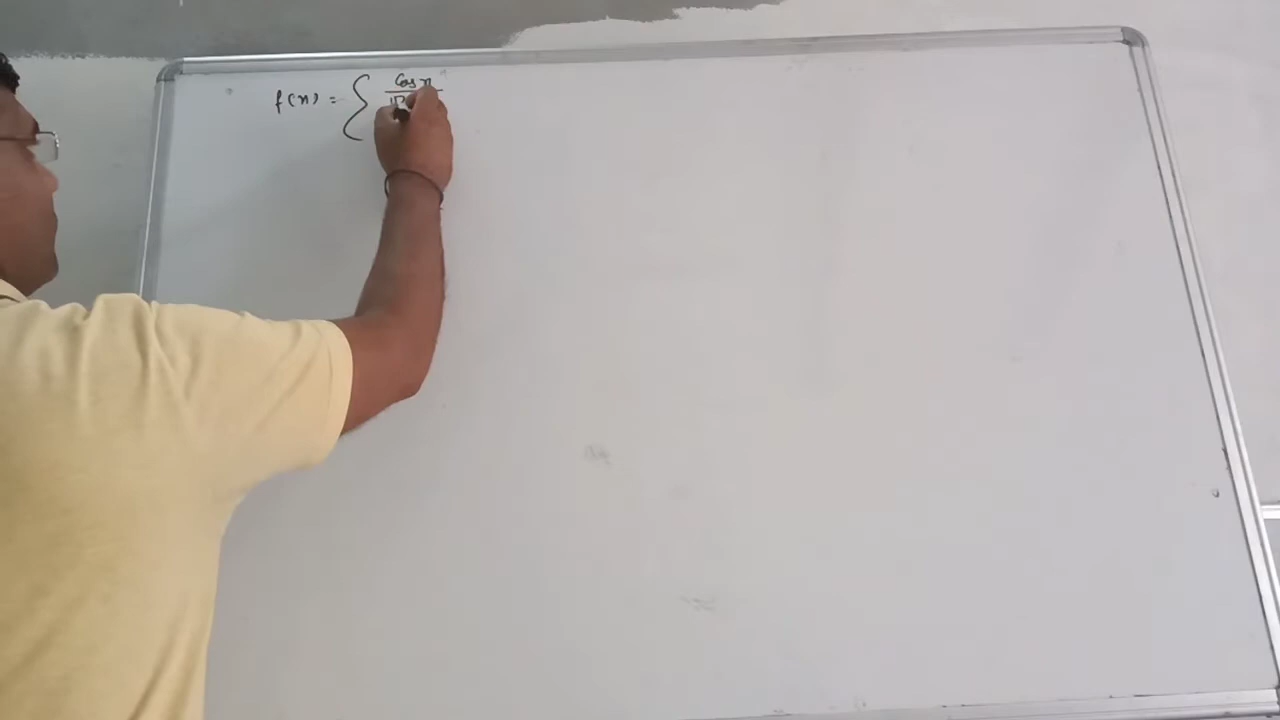 f(x) = { cos x